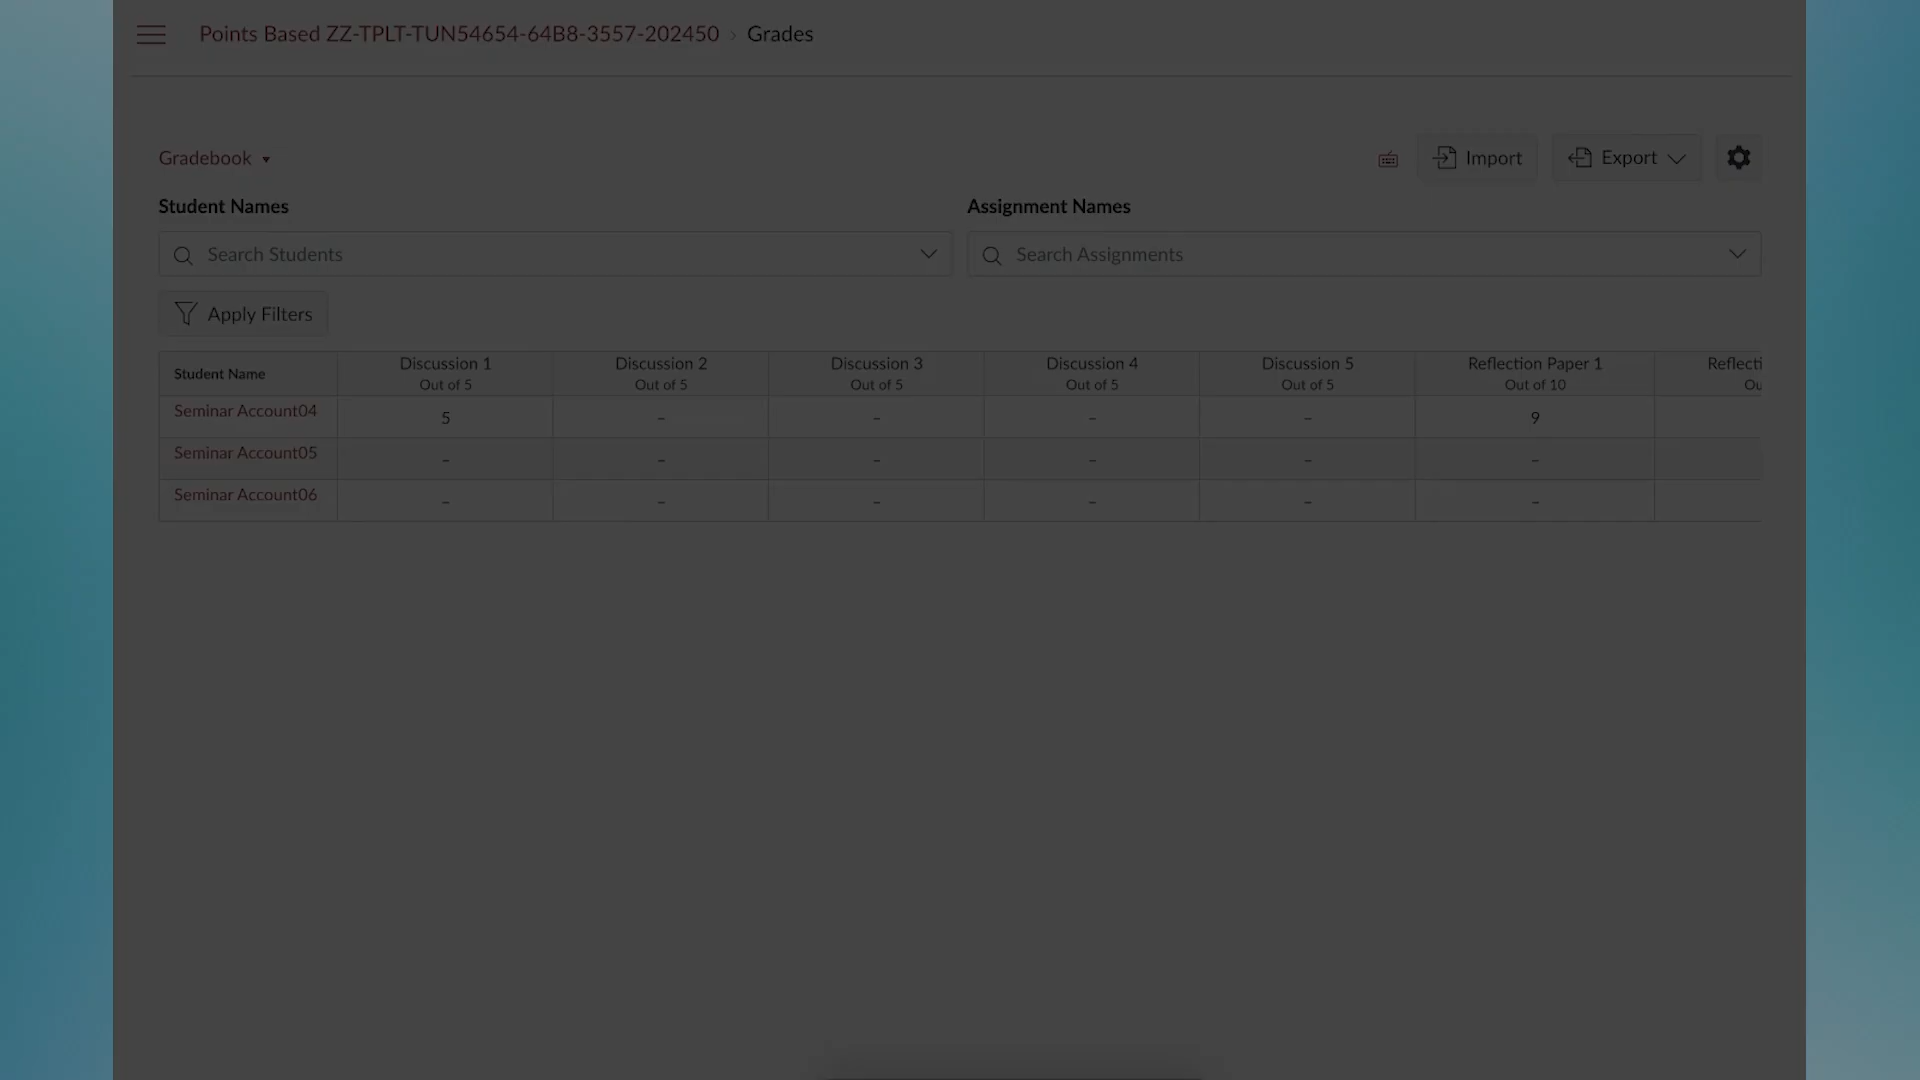 Points Based ZZ-TPLT-TUN54654-64B8-3557-202450 › Grades
Gradebook
Import
Export
Student Names
Assignment Names
Search Students
Search Assignments
Apply Filters
Student Name Discussion 1 Discussion 2 Discussion 3 Discussion 4 Discussion 5 Reflection Paper 1 Reflecti
Out of 5 Out of 5 Out of 5 Out of 5 Out of 5 Out of 10 Ou
Seminar Account04 5 – – – – 9
Seminar Account05 – – – – – –
Seminar Account06 – – – – – –